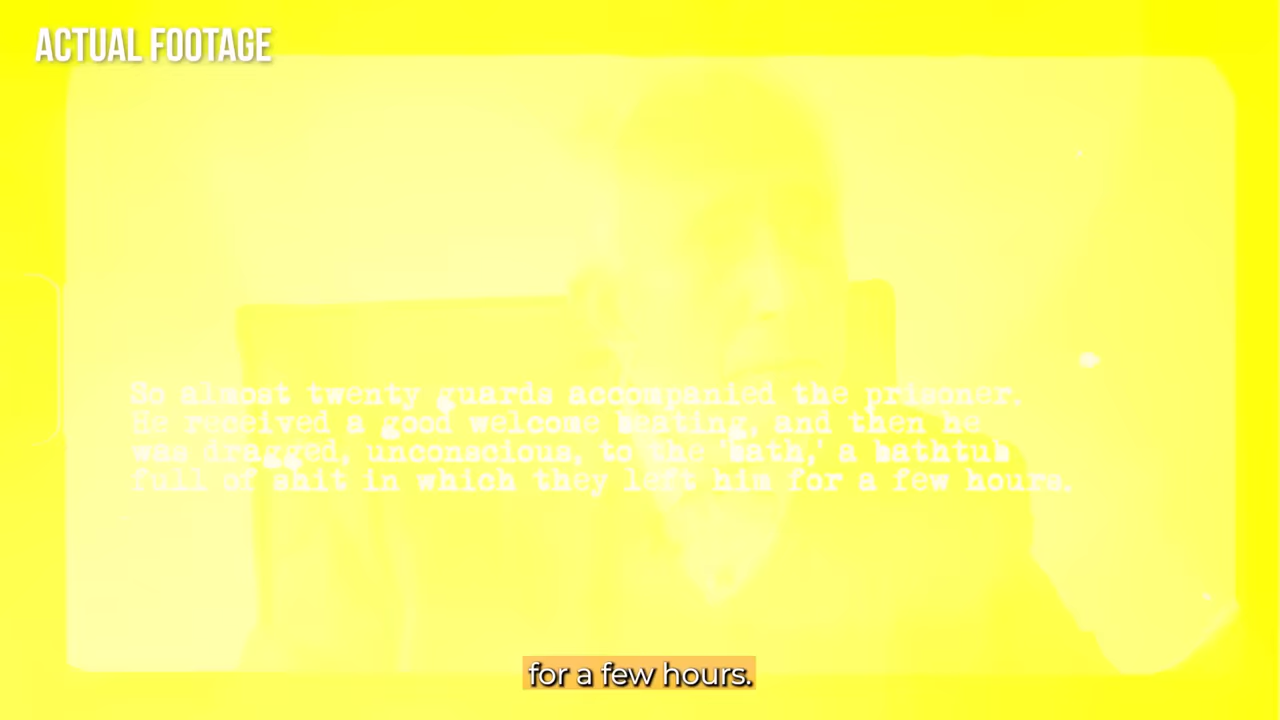 ACTUAL FOOTAGE
So almost twenty guards accompanied the prisoner.
He received a good welcome beating, and then he
was dragged, unconscious, to the 'bath,' a bathtub
full of shit in which they left him for a few hours.
for a few hours.